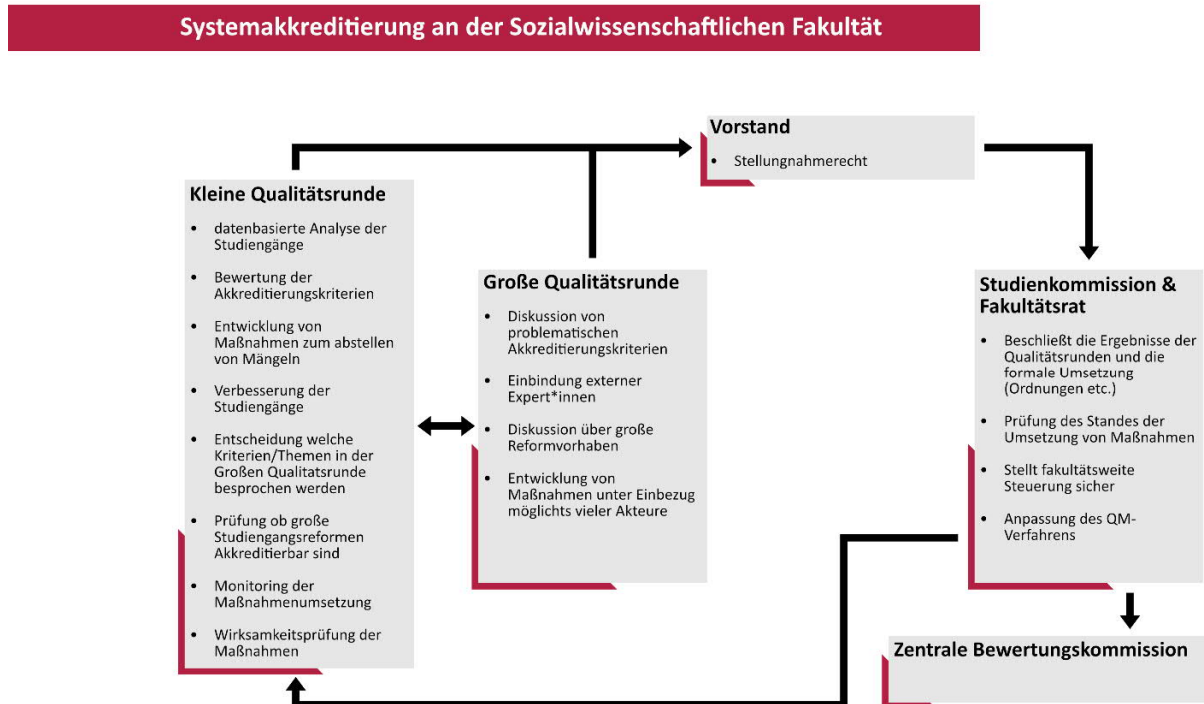 Systemakkreditierung an der Sozialwissenschaftlichen Fakultät
Vorstand
• Stellungnahmerecht
Kleine Qualitätsrunde
• datenbasierte Analyse der
Studiengänge
• Bewertung der
Akkreditierungskriterien
• Entwicklung von
Maßnahmen zum abstellen
von Mängeln
• Verbesserung der
Studiengänge
• Entscheidung welche
Kriterien/Themen in der
Großen Qualitatsrunde
besprochen werden
• Prüfung ob große
Studiengangsreformen
Akkreditierbar sind
• Monitoring der
Maßnahmenumsetzung
• Wirksamkeitsprüfung der
Maßnahmen
Große Qualitätsrunde
• Diskussion von
problematischen
Akkreditierungskriterien
• Einbindung externer
Expert*innen
• Diskussion über große
Reformvorhaben
• Entwicklung von
Maßnahmen unter Einbezug
möglichts vieler Akteure
Studienkommission &
Fakultätsrat
• Beschließt die Ergebnisse der
Qualitätsrunden und die
formale Umsetzung
(Ordnungen etc.)
• Prüfung des Standes der
Umsetzung von Maßnahmen
• Stellt fakultätsweite
Steuerung sicher
• Anpassung des QM-
Verfahrens
Zentrale Bewertungskommission